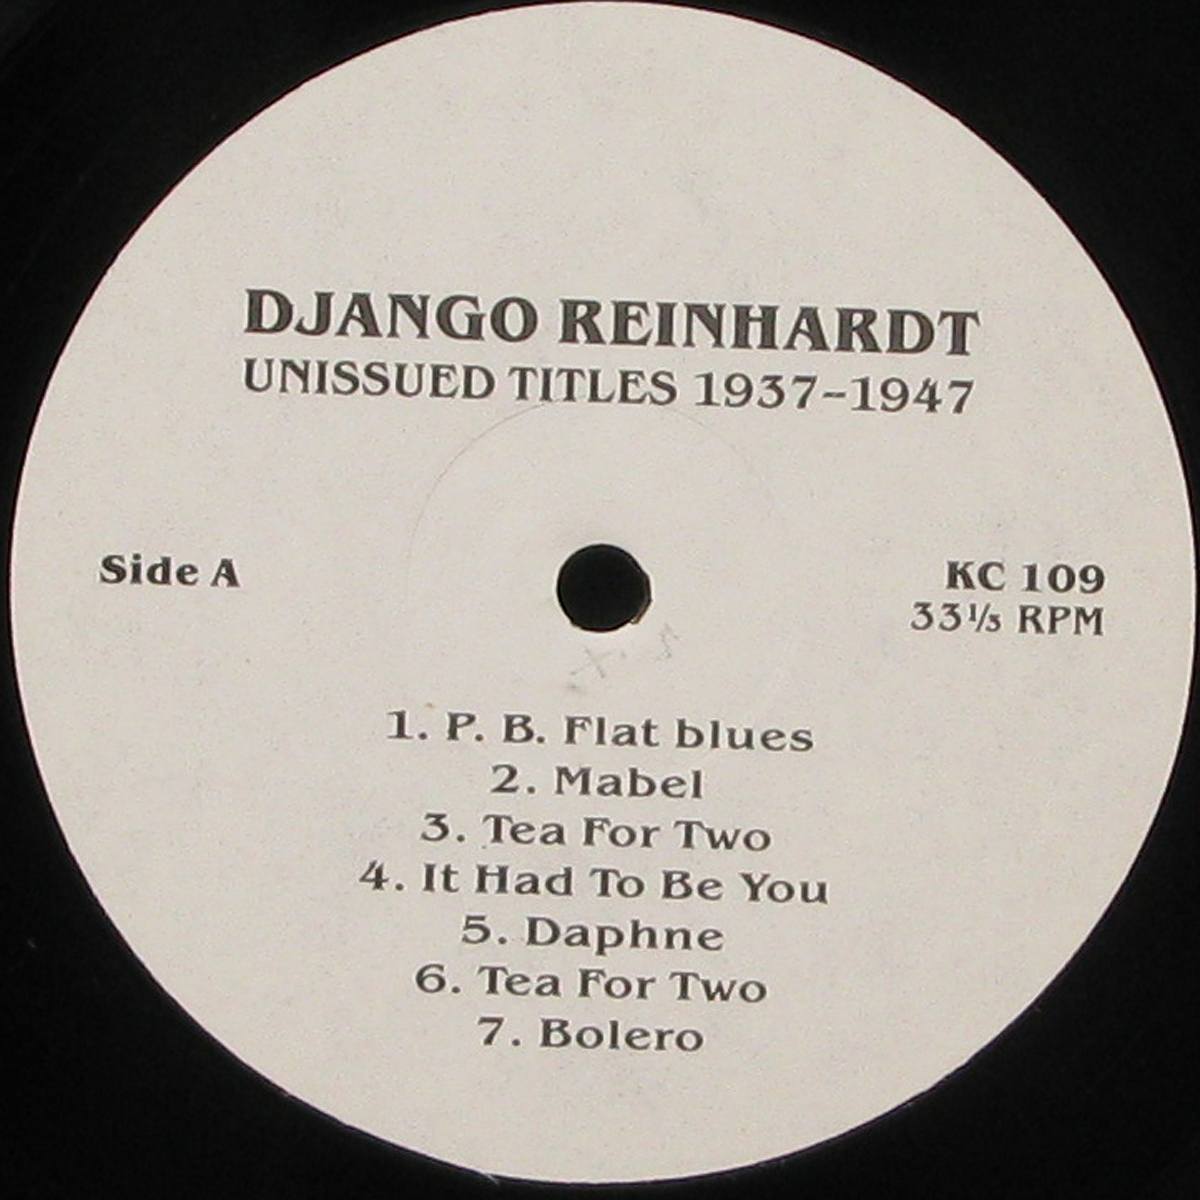 DJANGO REINHARDT
UNISSUED TITLES 1937-1947
Side A
KC 109
33⅓ RPM
1. P. B. Flat blues
2. Mabel
3. Tea For Two
4. It Had To Be You
5. Daphne
6. Tea For Two
7. Bolero